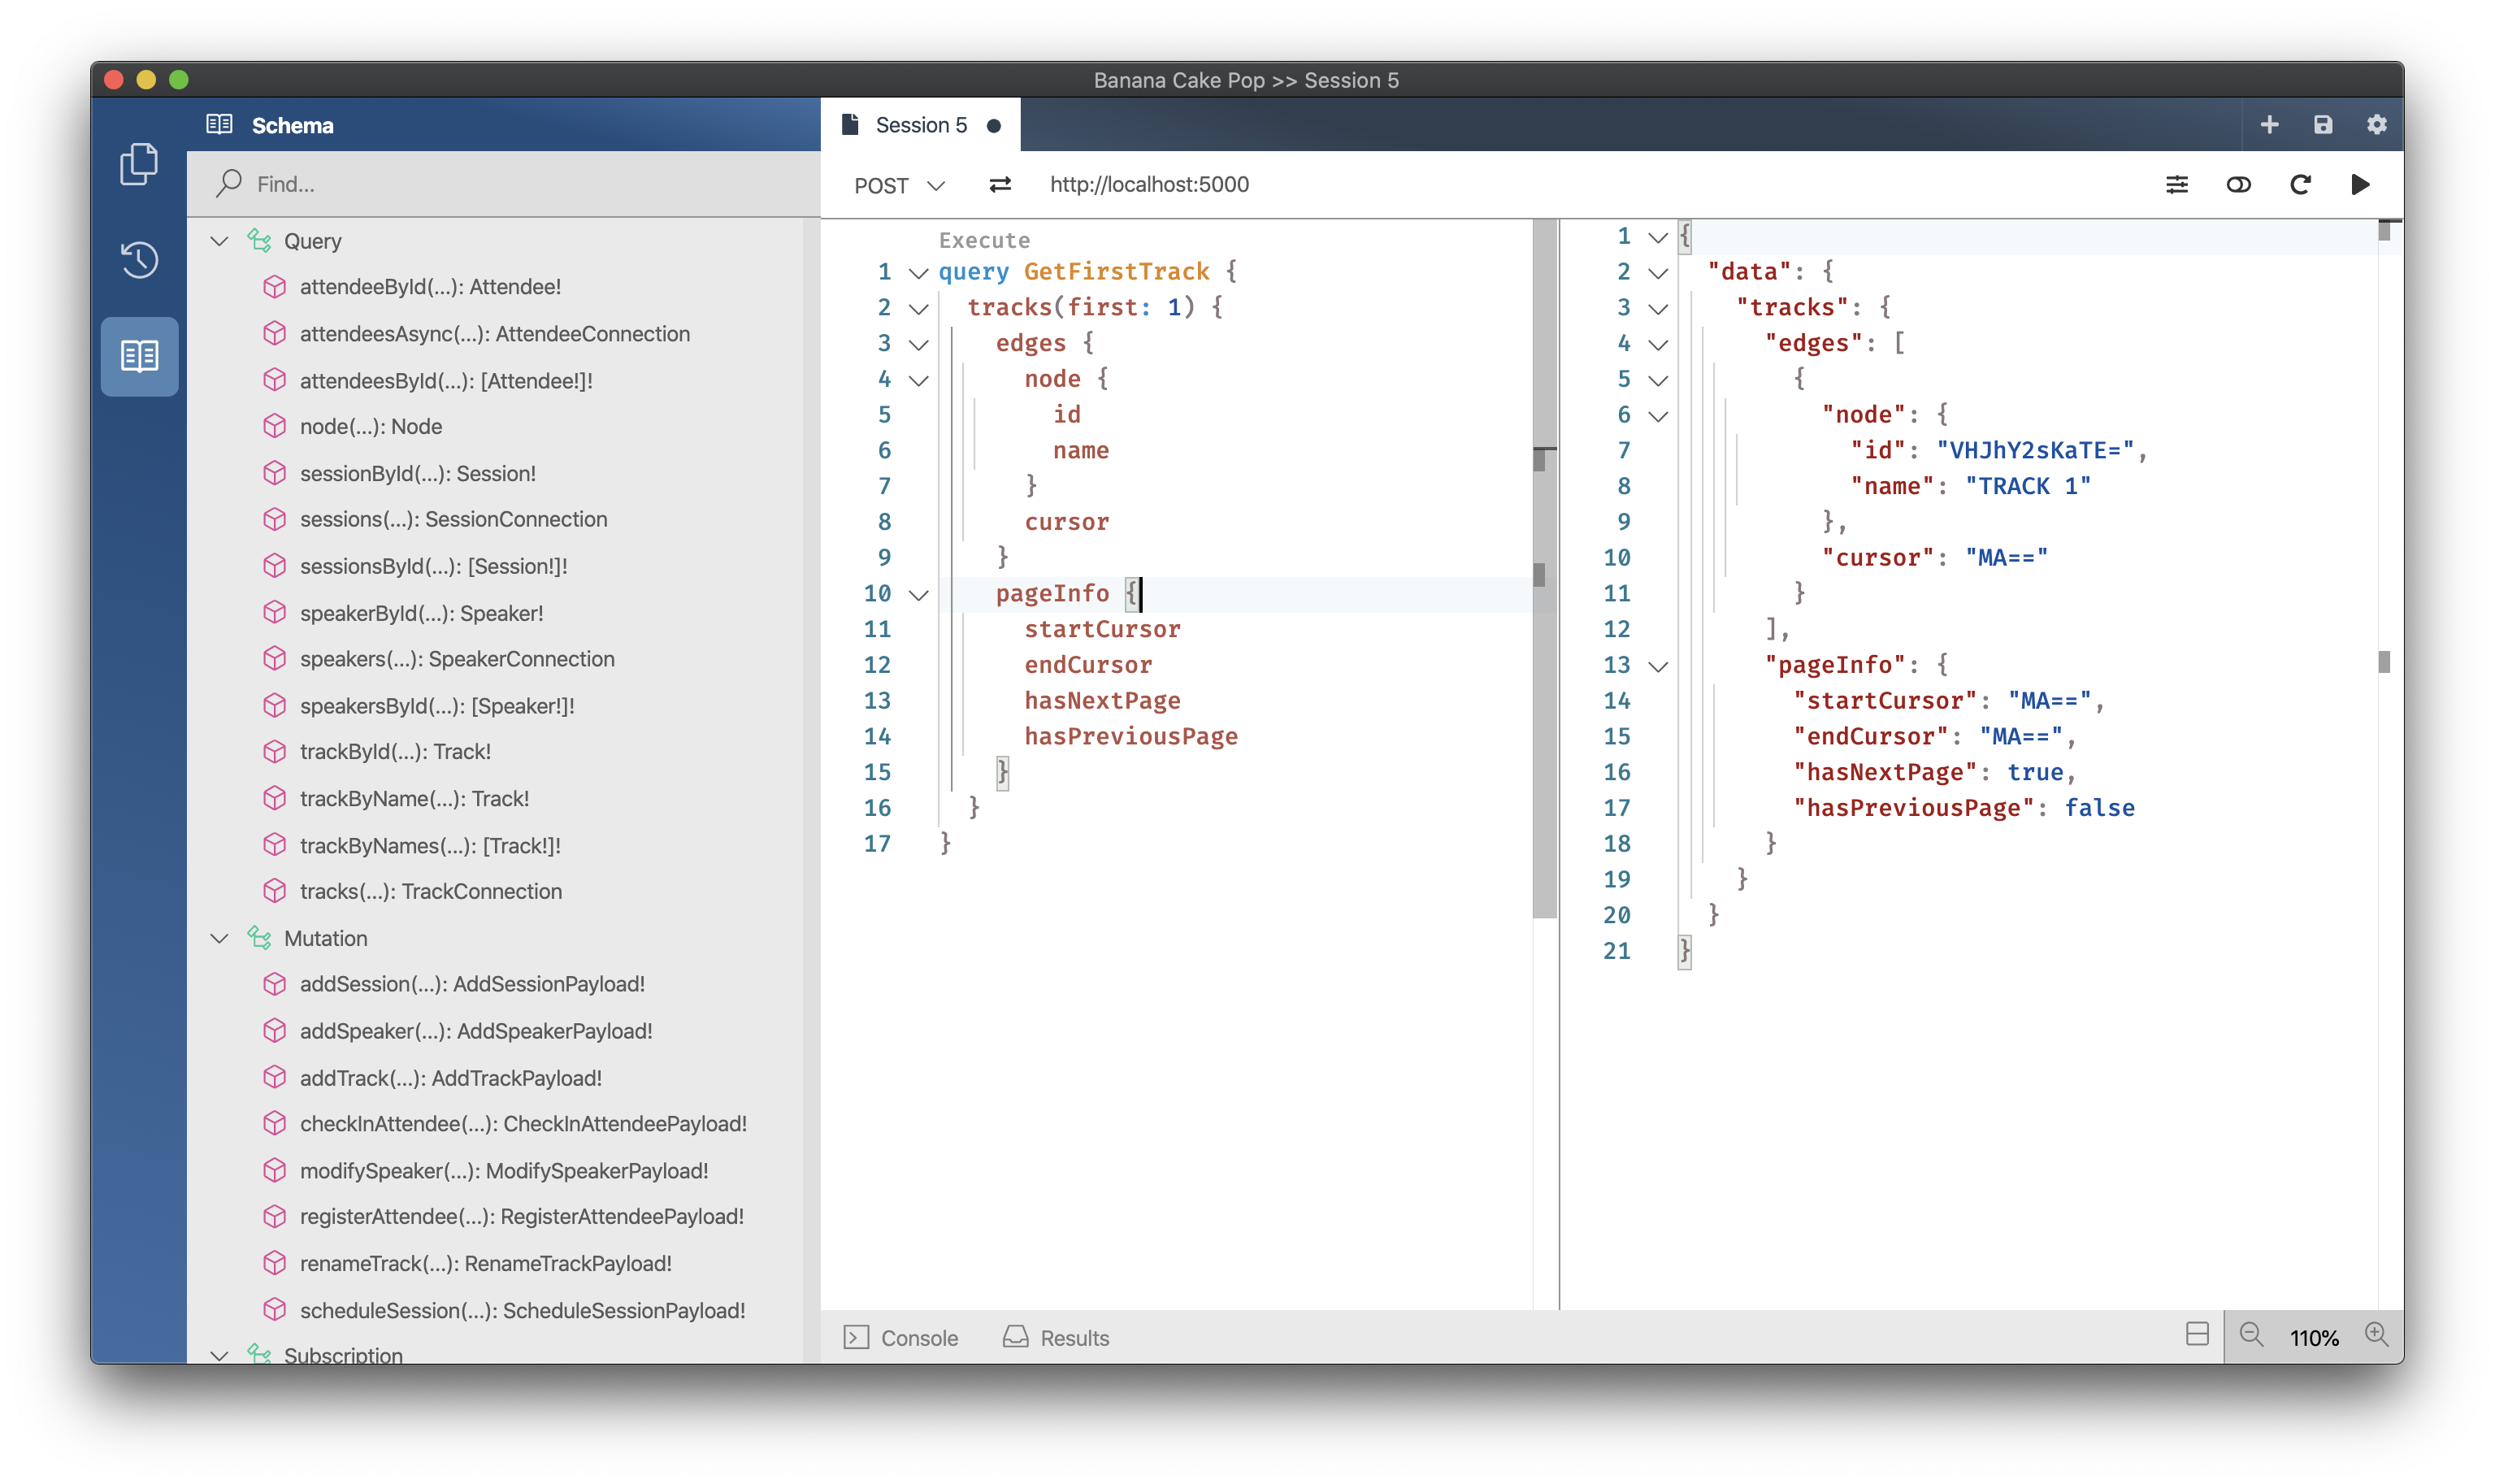 Banana Cake Pop >> Session 5
Schema
Find...
Query
attendeeById(...): Attendee!
attendeesAsync(...): AttendeeConnection
attendeesById(...): [Attendee!]!
node(...): Node
sessionById(...): Session!
sessions(...): SessionConnection
sessionsById(...): [Session!]!
speakerById(...): Speaker!
speakers(...): SpeakerConnection
speakersById(...): [Speaker!]!
trackById(...): Track!
trackByName(...): Track!
trackByNames(...): [Track!]!
tracks(...): TrackConnection
Mutation
addSession(...): AddSessionPayload!
addSpeaker(...): AddSpeakerPayload!
addTrack(...): AddTrackPayload!
checkInAttendee(...): CheckInAttendeePayload!
modifySpeaker(...): ModifySpeakerPayload!
registerAttendee(...): RegisterAttendeePayload!
renameTrack(...): RenameTrackPayload!
scheduleSession(...): ScheduleSessionPayload!
Subscription
Session 5
POST
http://localhost:5000
Execute
1 query GetFirstTrack {
2 tracks(first: 1) {
3 edges {
4 node {
5 id
6 name
7 }
8 cursor
9 }
10 pageInfo {
11 startCursor
12 endCursor
13 hasNextPage
14 hasPreviousPage
15 }
16 }
17 }
1 {
2 "data": {
3 "tracks": {
4 "edges": [
5 {
6 "node": {
7 "id": "VHJhY2sKaTE=",
8 "name": "TRACK 1"
9 },
10 "cursor": "MA=="
11 }
12 ],
13 "pageInfo": {
14 "startCursor": "MA==",
15 "endCursor": "MA==",
16 "hasNextPage": true,
17 "hasPreviousPage": false
18 }
19 }
20 }
21 }
Console
Results
110%